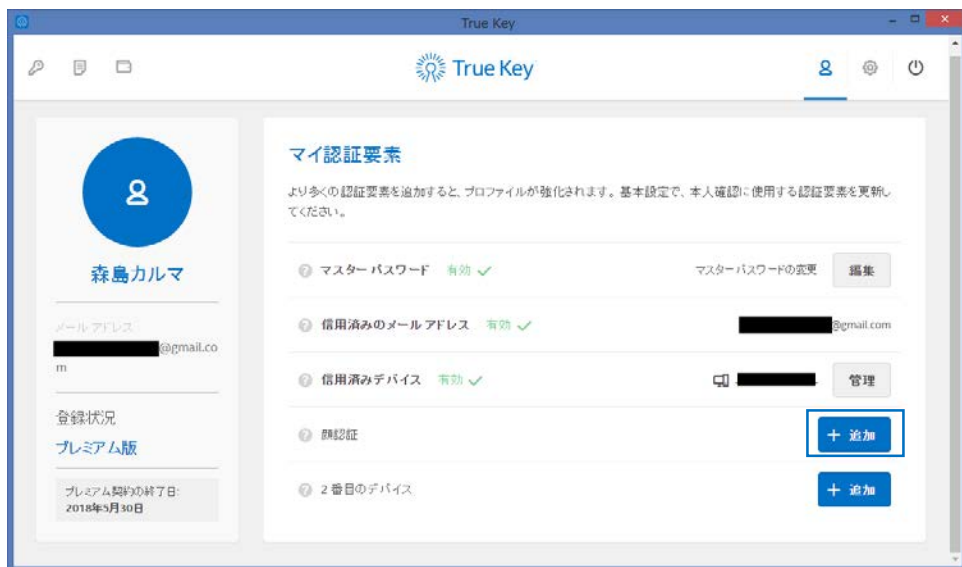 True Key
True Key
マイ認証要素
より多くの認証要素を追加すると、プロファイルが強化されます。基本設定で、本人確認に使用する認証要素を更新し
てください。
森島カルマ
メール アドレス
@gmail.co
m
登録状況
プレミアム版
プレミアム契約の終了日:
2018年5月30日
マスター パスワード 有効
マスター パスワードの変更
編集
信用済みのメール アドレス 有効
@gmail.com
信用済みデバイス 有効
管理
顔認証
+ 追加
2 番目のデバイス
+ 追加